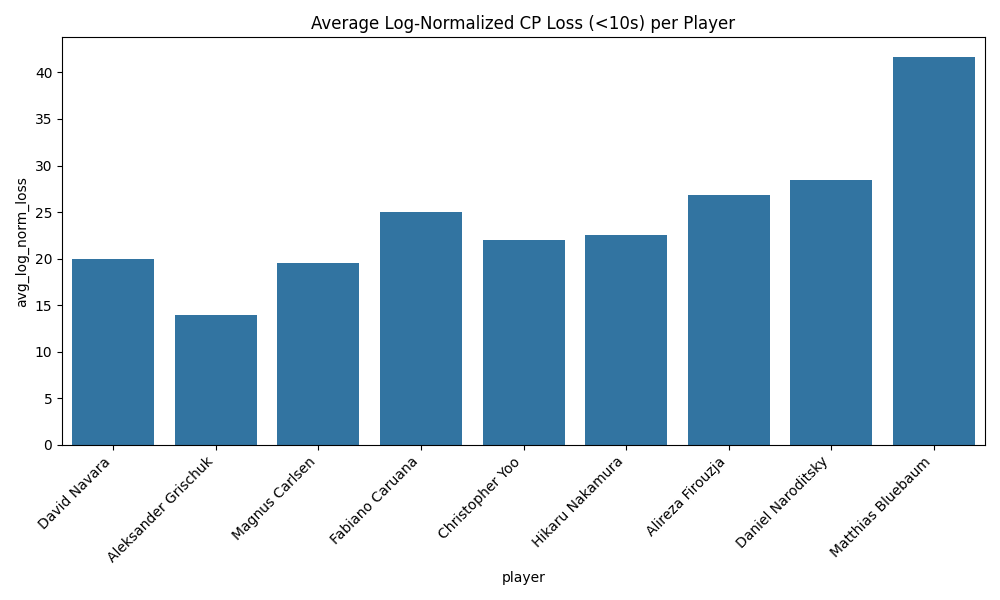 Average Log-Normalized CP Loss (<10s) per Player
avg_log_norm_loss
40
35
30
25
20
15
10
5
0
David Navara
Aleksander Grischuk
Magnus Carlsen
Fabiano Caruana
Christopher Yoo
Hikaru Nakamura
Alireza Firouzja
Daniel Naroditsky
Matthias Bluebaum
player